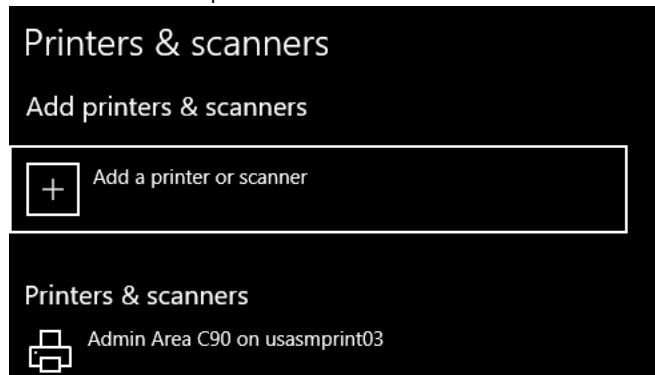 Printers & scanners
Add printers & scanners
Add a printer or scanner
Printers & scanners
Admin Area C90 on usasmprint03